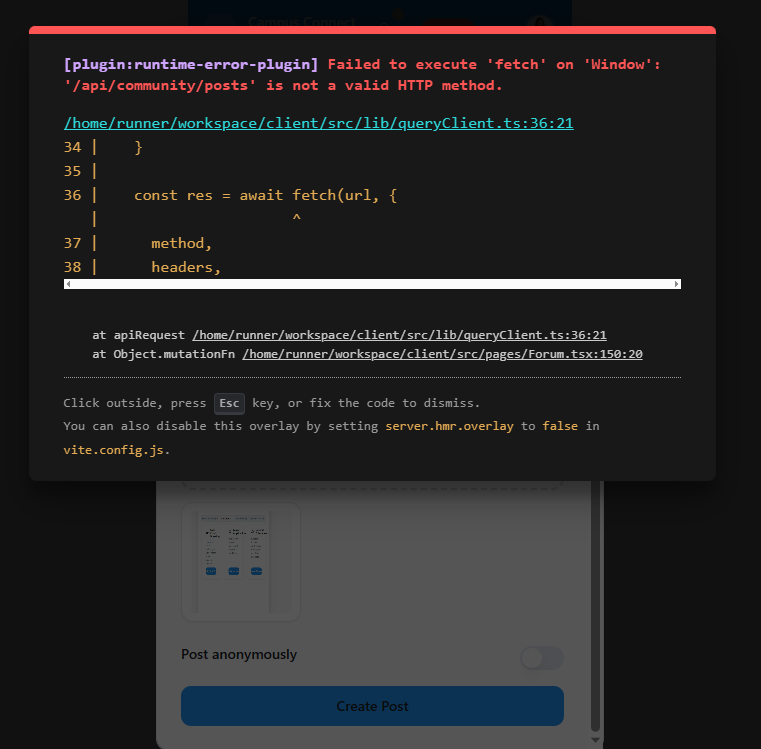 Campus Connect
[plugin:runtime-error-plugin] Failed to execute 'fetch' on 'Window':
'/api/community/posts' is not a valid HTTP method.
/home/runner/workspace/client/src/lib/queryClient.ts:36:21
34 |    }
35 |
36 |    const res = await fetch(url, {
   |                      ^
37 |      method,
38 |      headers,
at apiRequest /home/runner/workspace/client/src/lib/queryClient.ts:36:21
at Object.mutationFn /home/runner/workspace/client/src/pages/Forum.tsx:150:20
Click outside, press Esc key, or fix the code to dismiss.
You can also disable this overlay by setting server.hmr.overlay to false in
vite.config.js.
Post anonymously
Create Post